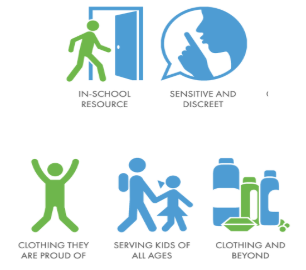 IN-SCHOOL
RESOURCE
SENSITIVE AND
DISCREET
CLOTHING THEY
ARE PROUD OF
SERVING KIDS OF
ALL AGES
CLOTHING AND
BEYOND